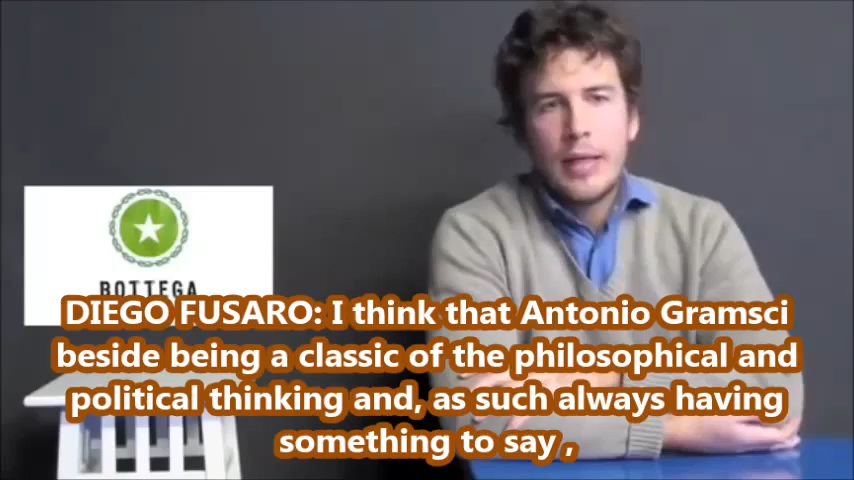 BOTTEGA
DIEGO FUSARO: I think that Antonio Gramsci
beside being a classic of the philosophical and
political thinking and, as such always having
something to say ,